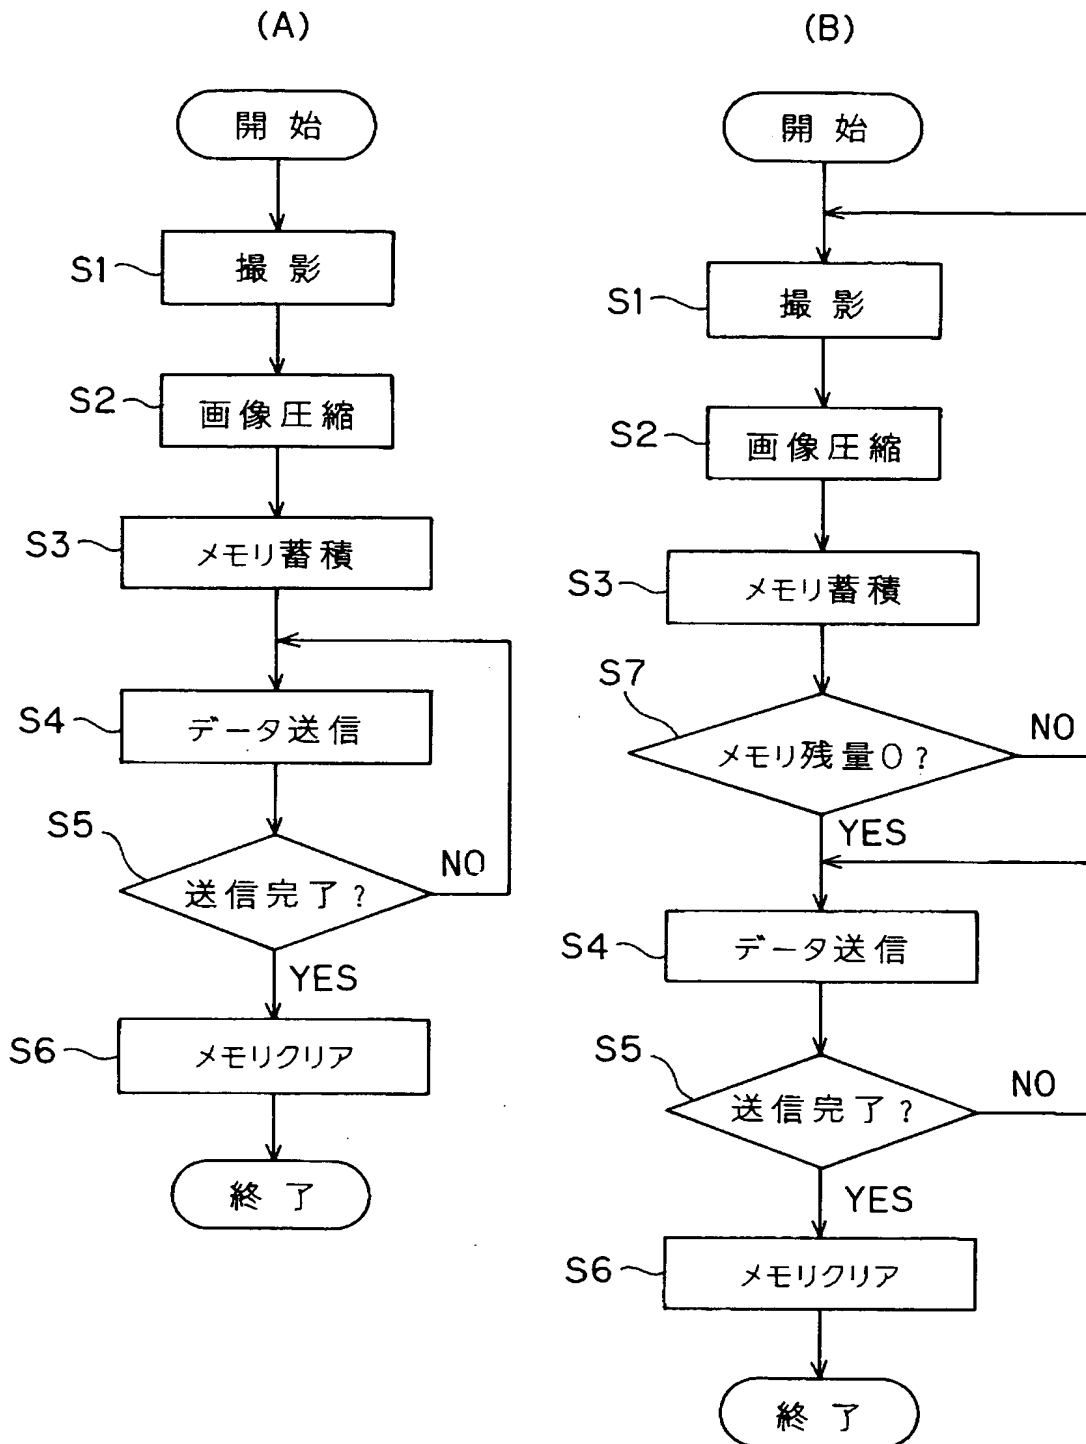 (A)
開始
S1
撮影
S2
画像圧縮
S3
メモリ蓄積
S4
データ送信
S5
送信完了?
NO
YES
S6
メモリクリア
終了
(B)
開始
S1
撮影
S2
画像圧縮
S3
メモリ蓄積
S7
メモリ残量0?
NO
YES
S4
データ送信
S5
送信完了?
NO
YES
S6
メモリクリア
終了